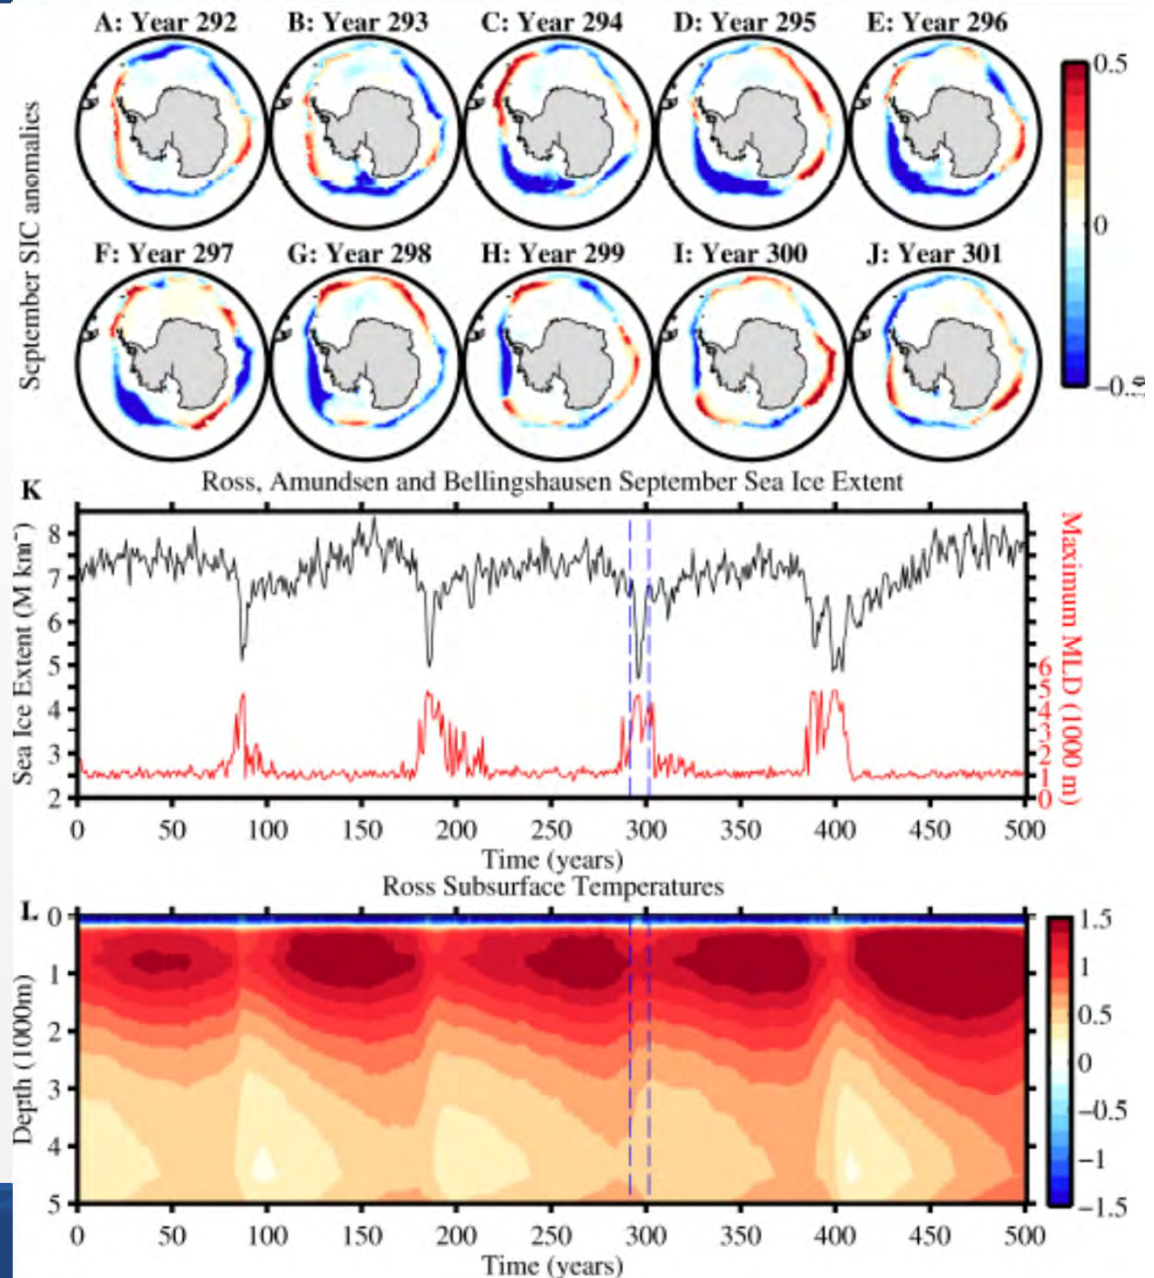 A: Year 292 B: Year 293 C: Year 294 D: Year 295 E: Year 296
September SIC anomalies
0.5
0
F: Year 297 G: Year 298 H: Year 299 I: Year 300 J: Year 301
K
Ross, Amundsen and Bellingshausen September Sea Ice Extent
Sea Ice Extent (M km²)
8
7
6
5
4
3
2
Maximum MLD (1000 m)
6
5
4
3
2
1
0
0 50 100 150 200 250 300 350 400 450 500
Time (years)
Ross Subsurface Temperatures
L
Depth (1000m)
0
1
2
3
4
5
1.5
1
0.5
0
−0.5
−1
−1.5
0 50 100 150 200 250 300 350 400 450 500
Time (years)